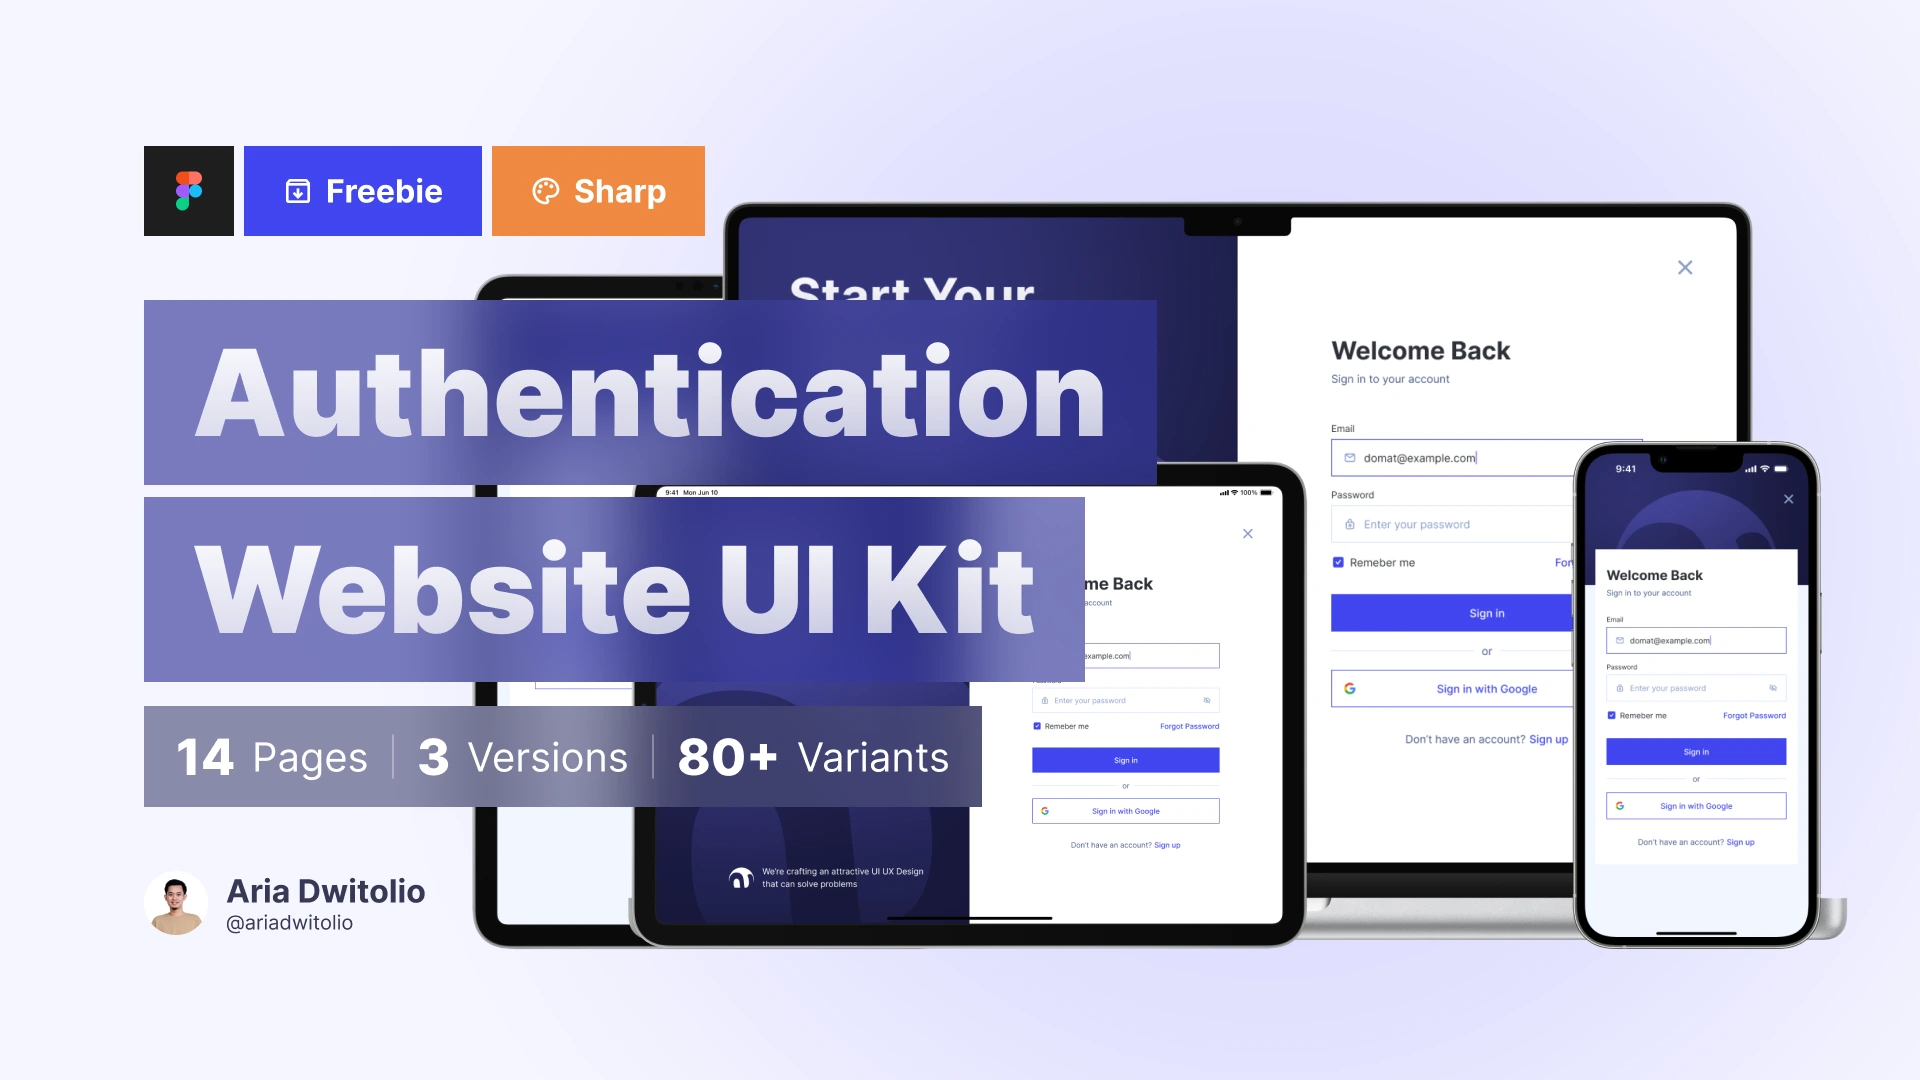 Freebie
Sharp
Authentication
Website UI Kit
14 Pages 3 Versions 80+ Variants
Aria Dwitolio
@ariadwitolio
Start Your
Welcome Back
Sign in to your account
Email
domat@example.com
Password
Enter your password
Remeber me
Sign in
or
Sign in with Google
Don't have an account? Sign up
9:41 Mon Jun 10
100%
Back
account
example.com
Enter your password
Remeber me Forgot Password
Sign in
or
Sign in with Google
Don't have an account? Sign up
We're crafting an attractive UI UX Design
that can solve problems
9:41
Welcome Back
Sign in to your account
Email
domat@example.com
Password
Enter your password
Remeber me Forgot Password
Sign in
or
Sign in with Google
Don't have an account? Sign up